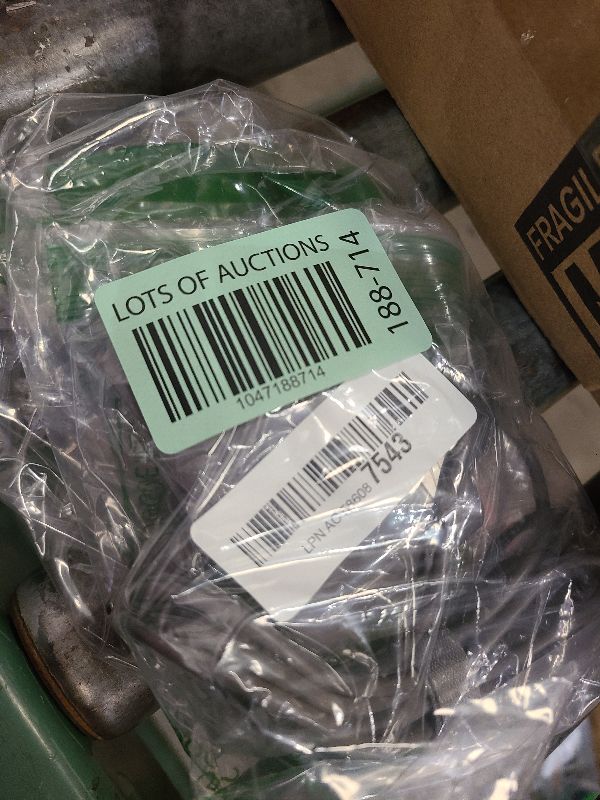 LOTS OF AUCTIONS
188-714
1047188714
7543
FRAGIL